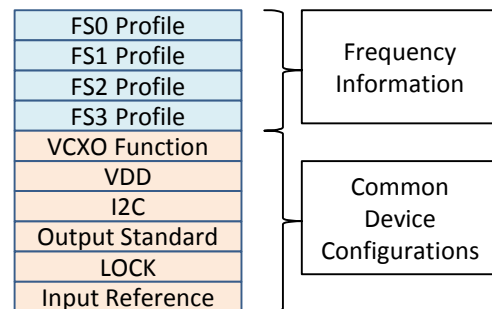 FS0 Profile
FS1 Profile
FS2 Profile
FS3 Profile
VCXO Function
VDD
I2C
Output Standard
LOCK
Input Reference
Frequency
Information
Common
Device
Configurations